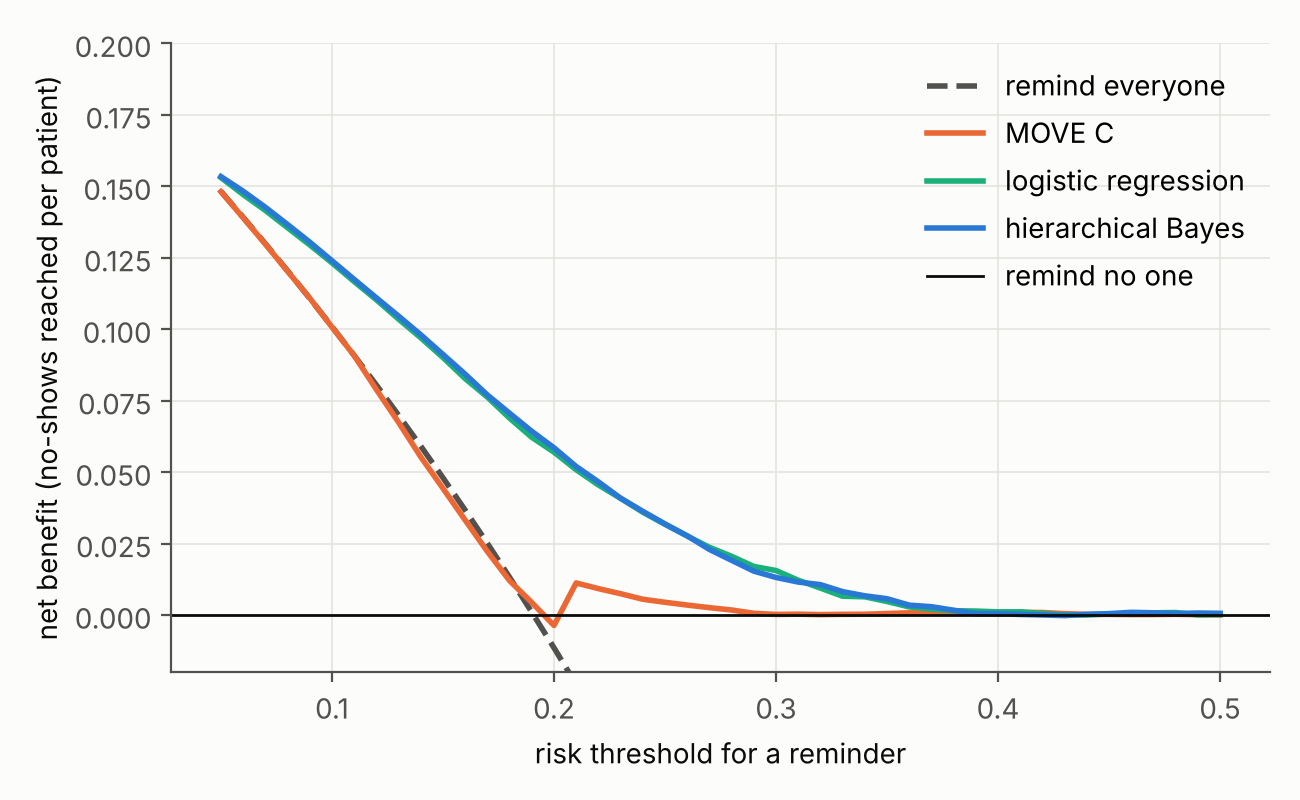 net benefit (no-shows reached per patient)
0.200
0.175
0.150
0.125
0.100
0.075
0.050
0.025
0.000
remind everyone
MOVE C
logistic regression
hierarchical Bayes
remind no one
0.1
0.2
0.3
0.4
0.5
risk threshold for a reminder